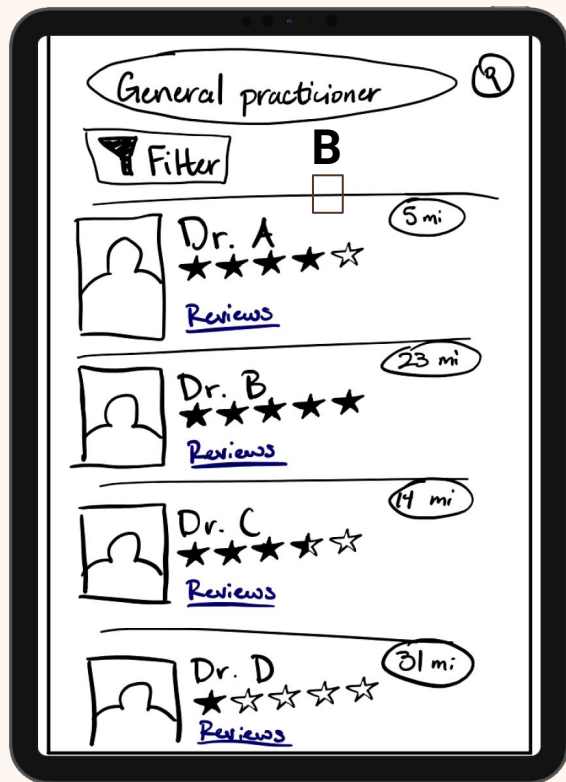 General practicioner
Filter
B
5 mi
Dr. A
Reviews
23 mi
Dr. B
Reviews
14 mi
Dr. C
Reviews
31 mi
Dr. D
Reviews